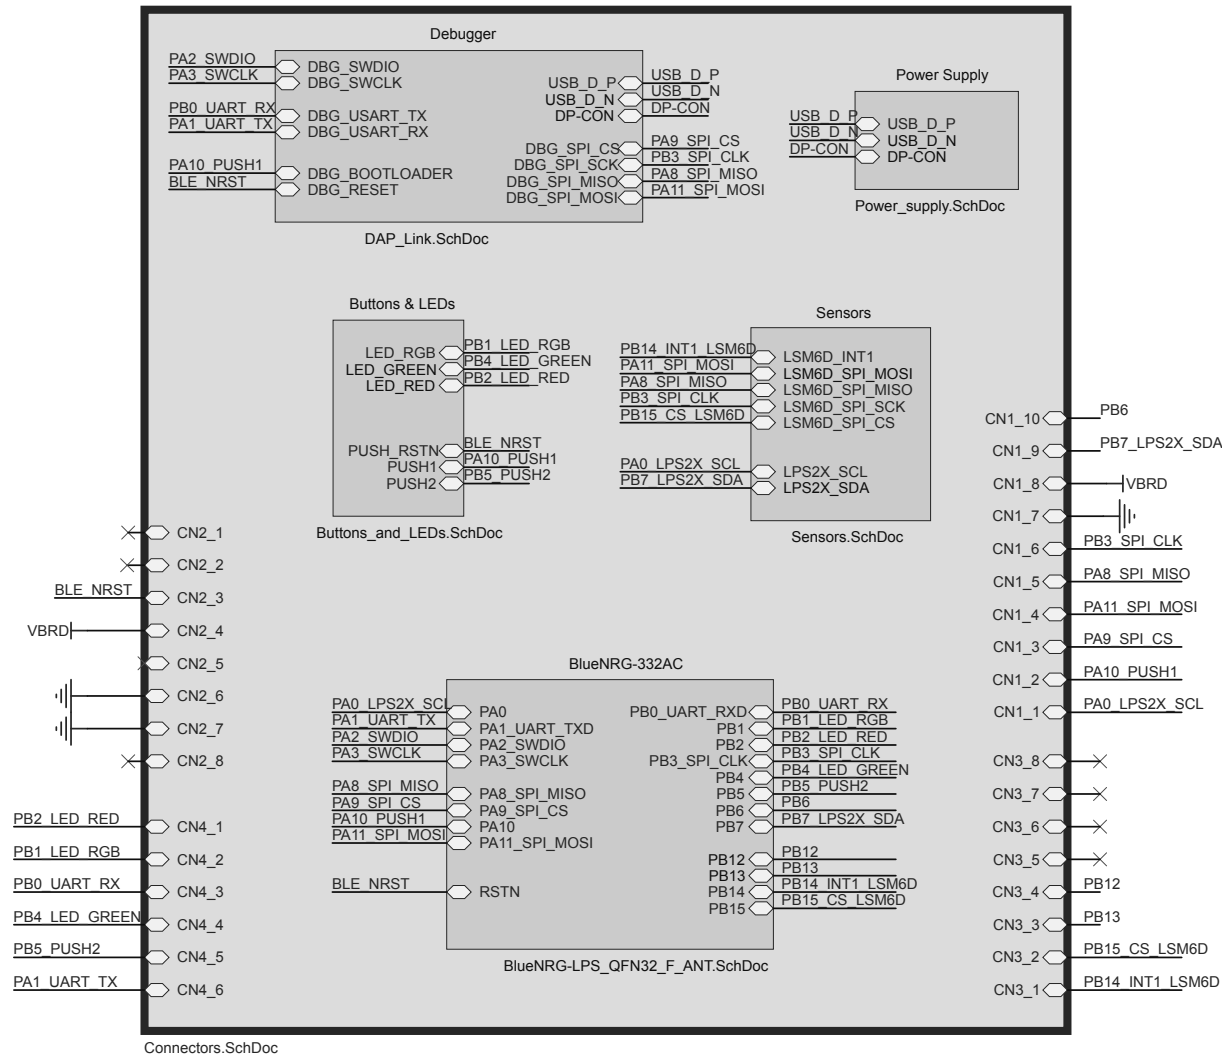 Debugger
PA2_SWDIO
PA3_SWCLK
PB0_UART_RX
PA1_UART_TX
PA10_PUSH1
BLE_NRST
DBG_SWDIO
DBG_SWCLK
DBG_USART_TX
DBG_USART_RX
DBG_BOOTLOADER
DBG_RESET
USB_D_P
USB_D_N
DP-CON
DBG_SPI_CS
DBG_SPI_SCK
DBG_SPI_MISO
DBG_SPI_MOSI
USB_D_P
USB_D_N
DP-CON
PA9_SPI_CS
PB3_SPI_CLK
PA8_SPI_MISO
PA11_SPI_MOSI
DAP_Link.SchDoc
Power Supply
USB_D_P
USB_D_N
DP-CON
USB_D_P
USB_D_N
DP-CON
Power_supply.SchDoc
Buttons & LEDs
LED_RGB
LED_GREEN
LED_RED
PUSH_RSTN
PUSH1
PUSH2
PB1_LED_RGB
PB4_LED_GREEN
PB2_LED_RED
BLE_NRST
PA10_PUSH1
PB5_PUSH2
Buttons_and_LEDs.SchDoc
Sensors
PB14_INT1_LSM6D
PA11_SPI_MOSI
PA8_SPI_MISO
PB3_SPI_CLK
PB15_CS_LSM6D
PA0_LPS2X_SCL
PB7_LPS2X_SDA
LSM6D_INT1
LSM6D_SPI_MOSI
LSM6D_SPI_MISO
LSM6D_SPI_SCK
LSM6D_SPI_CS
LPS2X_SCL
LPS2X_SDA
Sensors.SchDoc
CN1_10 PB6
CN1_9 PB7_LPS2X_SDA
CN1_8 VBRD
CN1_7
CN1_6 PB3_SPI_CLK
CN1_5 PA8_SPI_MISO
CN1_4 PA11_SPI_MOSI
CN1_3 PA9_SPI_CS
CN1_2 PA10_PUSH1
CN1_1 PA0_LPS2X_SCL
CN3_8
CN3_7
CN3_6
CN3_5
CN3_4 PB12
CN3_3 PB13
CN3_2 PB15_CS_LSM6D
CN3_1 PB14_INT1_LSM6D
CN2_1
CN2_2
BLE_NRST CN2_3
VBRD CN2_4
CN2_5
CN2_6
CN2_7
CN2_8
PB2_LED_RED CN4_1
PB1_LED_RGB CN4_2
PB0_UART_RX CN4_3
PB4_LED_GREEN CN4_4
PB5_PUSH2 CN4_5
PA1_UART_TX CN4_6
BlueNRG-332AC
PA0_LPS2X_SCL
PA1_UART_TX
PA2_SWDIO
PA3_SWCLK
PA8_SPI_MISO
PA9_SPI_CS
PA10_PUSH1
PA11_SPI_MOSI
BLE_NRST
PA0
PA1_UART_TXD
PA2_SWDIO
PA3_SWCLK
PA8_SPI_MISO
PA9_SPI_CS
PA10
PA11_SPI_MOSI
RSTN
PB0_UART_RXD
PB1
PB2
PB3_SPI_CLK
PB4
PB5
PB6
PB7
PB12
PB13
PB14
PB15
PB0_UART_RX
PB1_LED_RGB
PB2_LED_RED
PB3_SPI_CLK
PB4_LED_GREEN
PB5_PUSH2
PB6
PB7_LPS2X_SDA
PB12
PB13
PB14_INT1_LSM6D
PB15_CS_LSM6D
BlueNRG-LPS_QFN32_F_ANT.SchDoc
Connectors.SchDoc